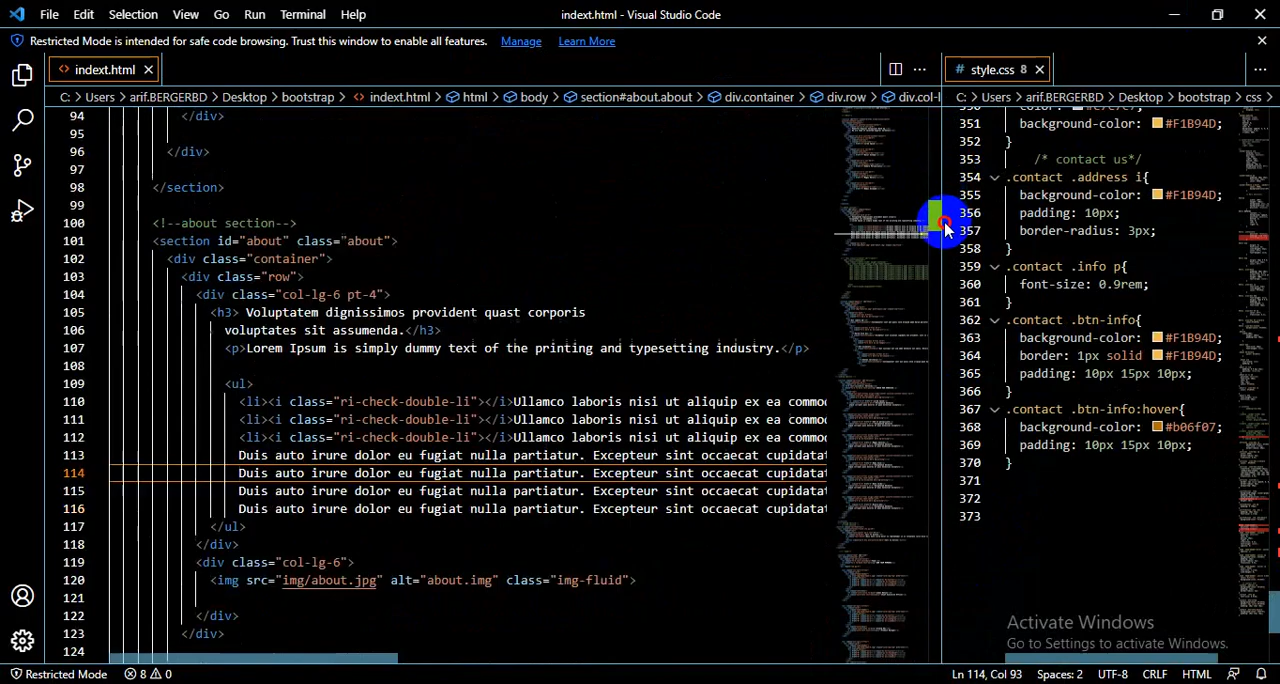 File Edit Selection View Go Run Terminal Help
indext.html - Visual Studio Code
Restricted Mode is intended for safe code browsing. Trust this window to enable all features. Manage Learn More
<> indext.html
# style.css 8
C: > Users > arif.BERGERBD > Desktop > bootstrap > <> indext.html > html > body > section#about.about > div.container > div.row > div.col-l
94 </div>
95
96 </div>
97
98 </section>
99
100 <!--about section-->
101 <section id="about" class="about">
102 <div class="container">
103 <div class="row">
104 <div class="col-lg-6 pt-4">
105 <h3> Voluptatem dignissimos provident quast corporis
106 voluptates sit assumenda.</h3>
107 <p>Lorem Ipsum is simply dummy text of the printing and typesetting industry.</p>
108
109 <ul>
110 <li><i class="ri-check-double-li"></i>Ullamco laboris nisi ut aliquip ex ea commo
111 <li><i class="ri-check-double-li"></i>Ullamco laboris nisi ut aliquip ex ea commo
112 <li><i class="ri-check-double-li"></i>Ullamco laboris nisi ut aliquip ex ea commo
113 Duis auto irure dolor eu fugiat nulla partiatur. Excepteur sint occaecat cupidatat
114 Duis auto irure dolor eu fugiat nulla partiatur. Excepteur sint occaecat cupidatat
115 Duis auto irure dolor eu fugiat nulla partiatur. Excepteur sint occaecat cupidatat
116 Duis auto irure dolor eu fugiat nulla partiatur. Excepteur sint occaecat cupidatat
117 </ul>
118 </div>
119 <div class="col-lg-6">
120 <img src="img/about.jpg" alt="about.img" class="img-fluid">
121
122 </div>
123 </div>
124
C: > Users > arif.BERGERBD > Desktop > bootstrap > css >
351 background-color: #F1B94D;
352 }
353 /* contact us*/
354 .contact .address i{
355 background-color: #F1B94D;
356 padding: 10px;
357 border-radius: 3px;
358 }
359 .contact .info p{
360 font-size: 0.9rem;
361 }
362 .contact .btn-info{
363 background-color: #F1B94D;
364 border: 1px solid #F1B94D;
365 padding: 10px 15px 10px;
366 }
367 .contact .btn-info:hover{
368 background-color: #b06f07;
369 padding: 10px 15px 10px;
370 }
371
372
373
Activate Windows
Go to Settings to activate Windows.
Restricted Mode 8 0
Ln 114, Col 93 Spaces: 2 UTF-8 CRLF HTML